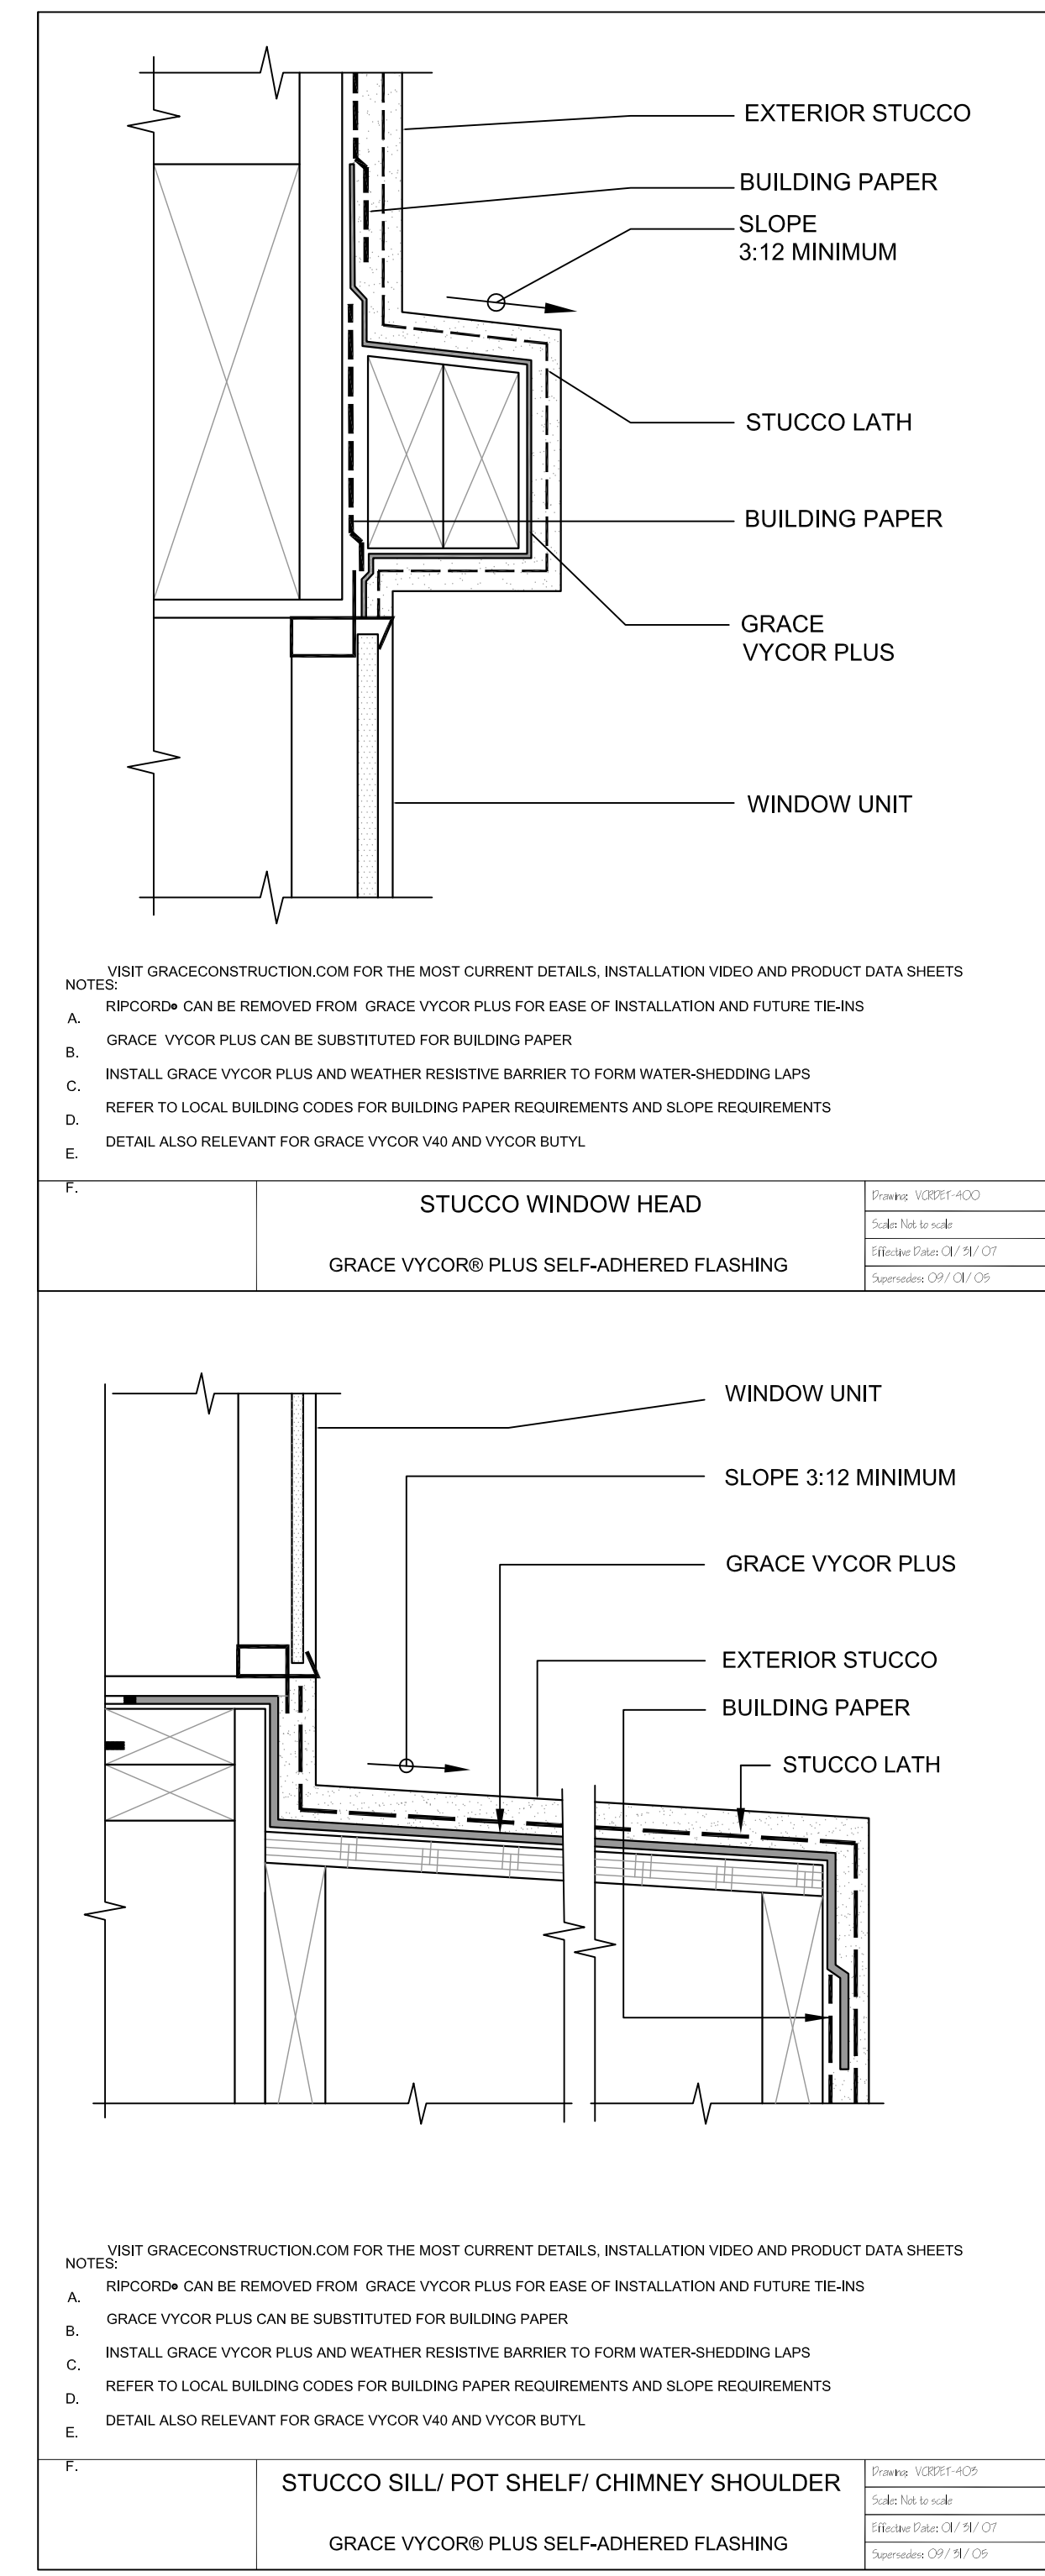 EXTERIOR STUCCO
BUILDING PAPER
SLOPE
3:12 MINIMUM
STUCCO LATH
BUILDING PAPER
GRACE
VYCOR PLUS
WINDOW UNIT
VISIT GRACECONSTRUCTION.COM FOR THE MOST CURRENT DETAILS, INSTALLATION VIDEO AND PRODUCT DATA SHEETS
NOTES:
RIPCORD® CAN BE REMOVED FROM GRACE VYCOR PLUS FOR EASE OF INSTALLATION AND FUTURE TIE-INS
A.
GRACE VYCOR PLUS CAN BE SUBSTITUTED FOR BUILDING PAPER
B.
INSTALL GRACE VYCOR PLUS AND WEATHER RESISTIVE BARRIER TO FORM WATER-SHEDDING LAPS
C.
REFER TO LOCAL BUILDING CODES FOR BUILDING PAPER REQUIREMENTS AND SLOPE REQUIREMENTS
D.
DETAIL ALSO RELEVANT FOR GRACE VYCOR V40 AND VYCOR BUTYL
E.
F.
STUCCO WINDOW HEAD
GRACE VYCOR® PLUS SELF-ADHERED FLASHING
Drawing: VCRDET-400
Scale: Not to scale
Effective Date: 01/31/07
Supersedes: 09/01/05
WINDOW UNIT
SLOPE 3:12 MINIMUM
GRACE VYCOR PLUS
EXTERIOR STUCCO
BUILDING PAPER
STUCCO LATH
VISIT GRACECONSTRUCTION.COM FOR THE MOST CURRENT DETAILS, INSTALLATION VIDEO AND PRODUCT DATA SHEETS
NOTES:
RIPCORD® CAN BE REMOVED FROM GRACE VYCOR PLUS FOR EASE OF INSTALLATION AND FUTURE TIE-INS
A.
GRACE VYCOR PLUS CAN BE SUBSTITUTED FOR BUILDING PAPER
B.
INSTALL GRACE VYCOR PLUS AND WEATHER RESISTIVE BARRIER TO FORM WATER-SHEDDING LAPS
C.
REFER TO LOCAL BUILDING CODES FOR BUILDING PAPER REQUIREMENTS AND SLOPE REQUIREMENTS
D.
DETAIL ALSO RELEVANT FOR GRACE VYCOR V40 AND VYCOR BUTYL
E.
F.
STUCCO SILL/ POT SHELF/ CHIMNEY SHOULDER
GRACE VYCOR® PLUS SELF-ADHERED FLASHING
Drawing: VCRDET-403
Scale: Not to scale
Effective Date: 01/31/07
Supersedes: 09/31/05